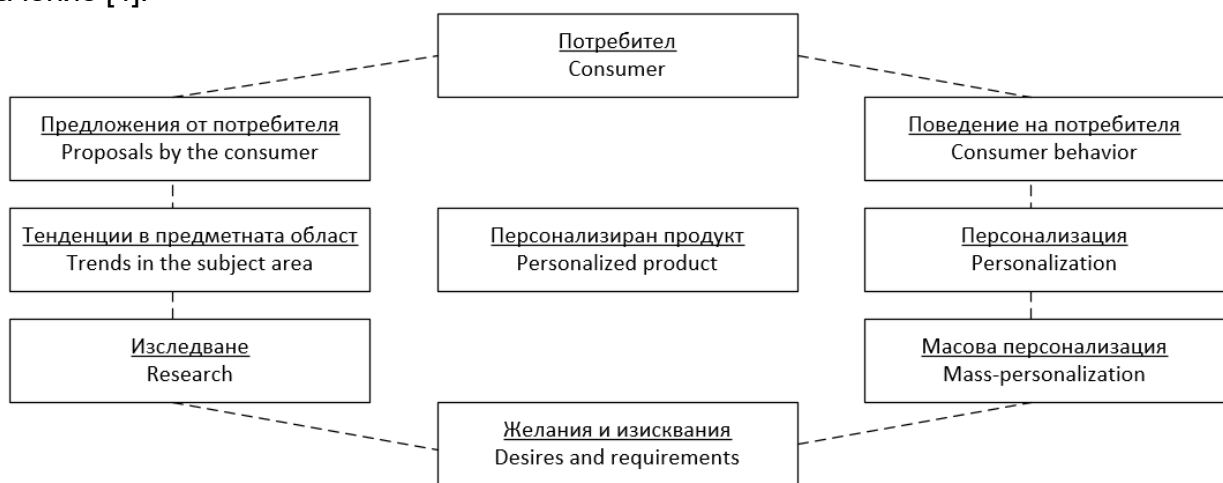 [4].
Потребител
Consumer
Предложения от потребителя
Proposals by the consumer
Поведение на потребителя
Consumer behavior
Тенденции в предметната област
Trends in the subject area
Персонализиран продукт
Personalized product
Персонализация
Personalization
Изследване
Research
Масова персонализация
Mass-personalization
Желания и изисквания
Desires and requirements